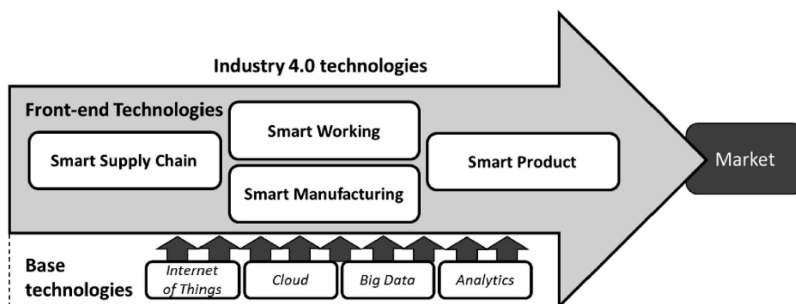 Industry 4.0 technologies
Front-end Technologies
Smart Supply Chain
Smart Working
Smart Manufacturing
Smart Product
Market
Base
technologies
Internet
of Things
Cloud
Big Data
Analytics